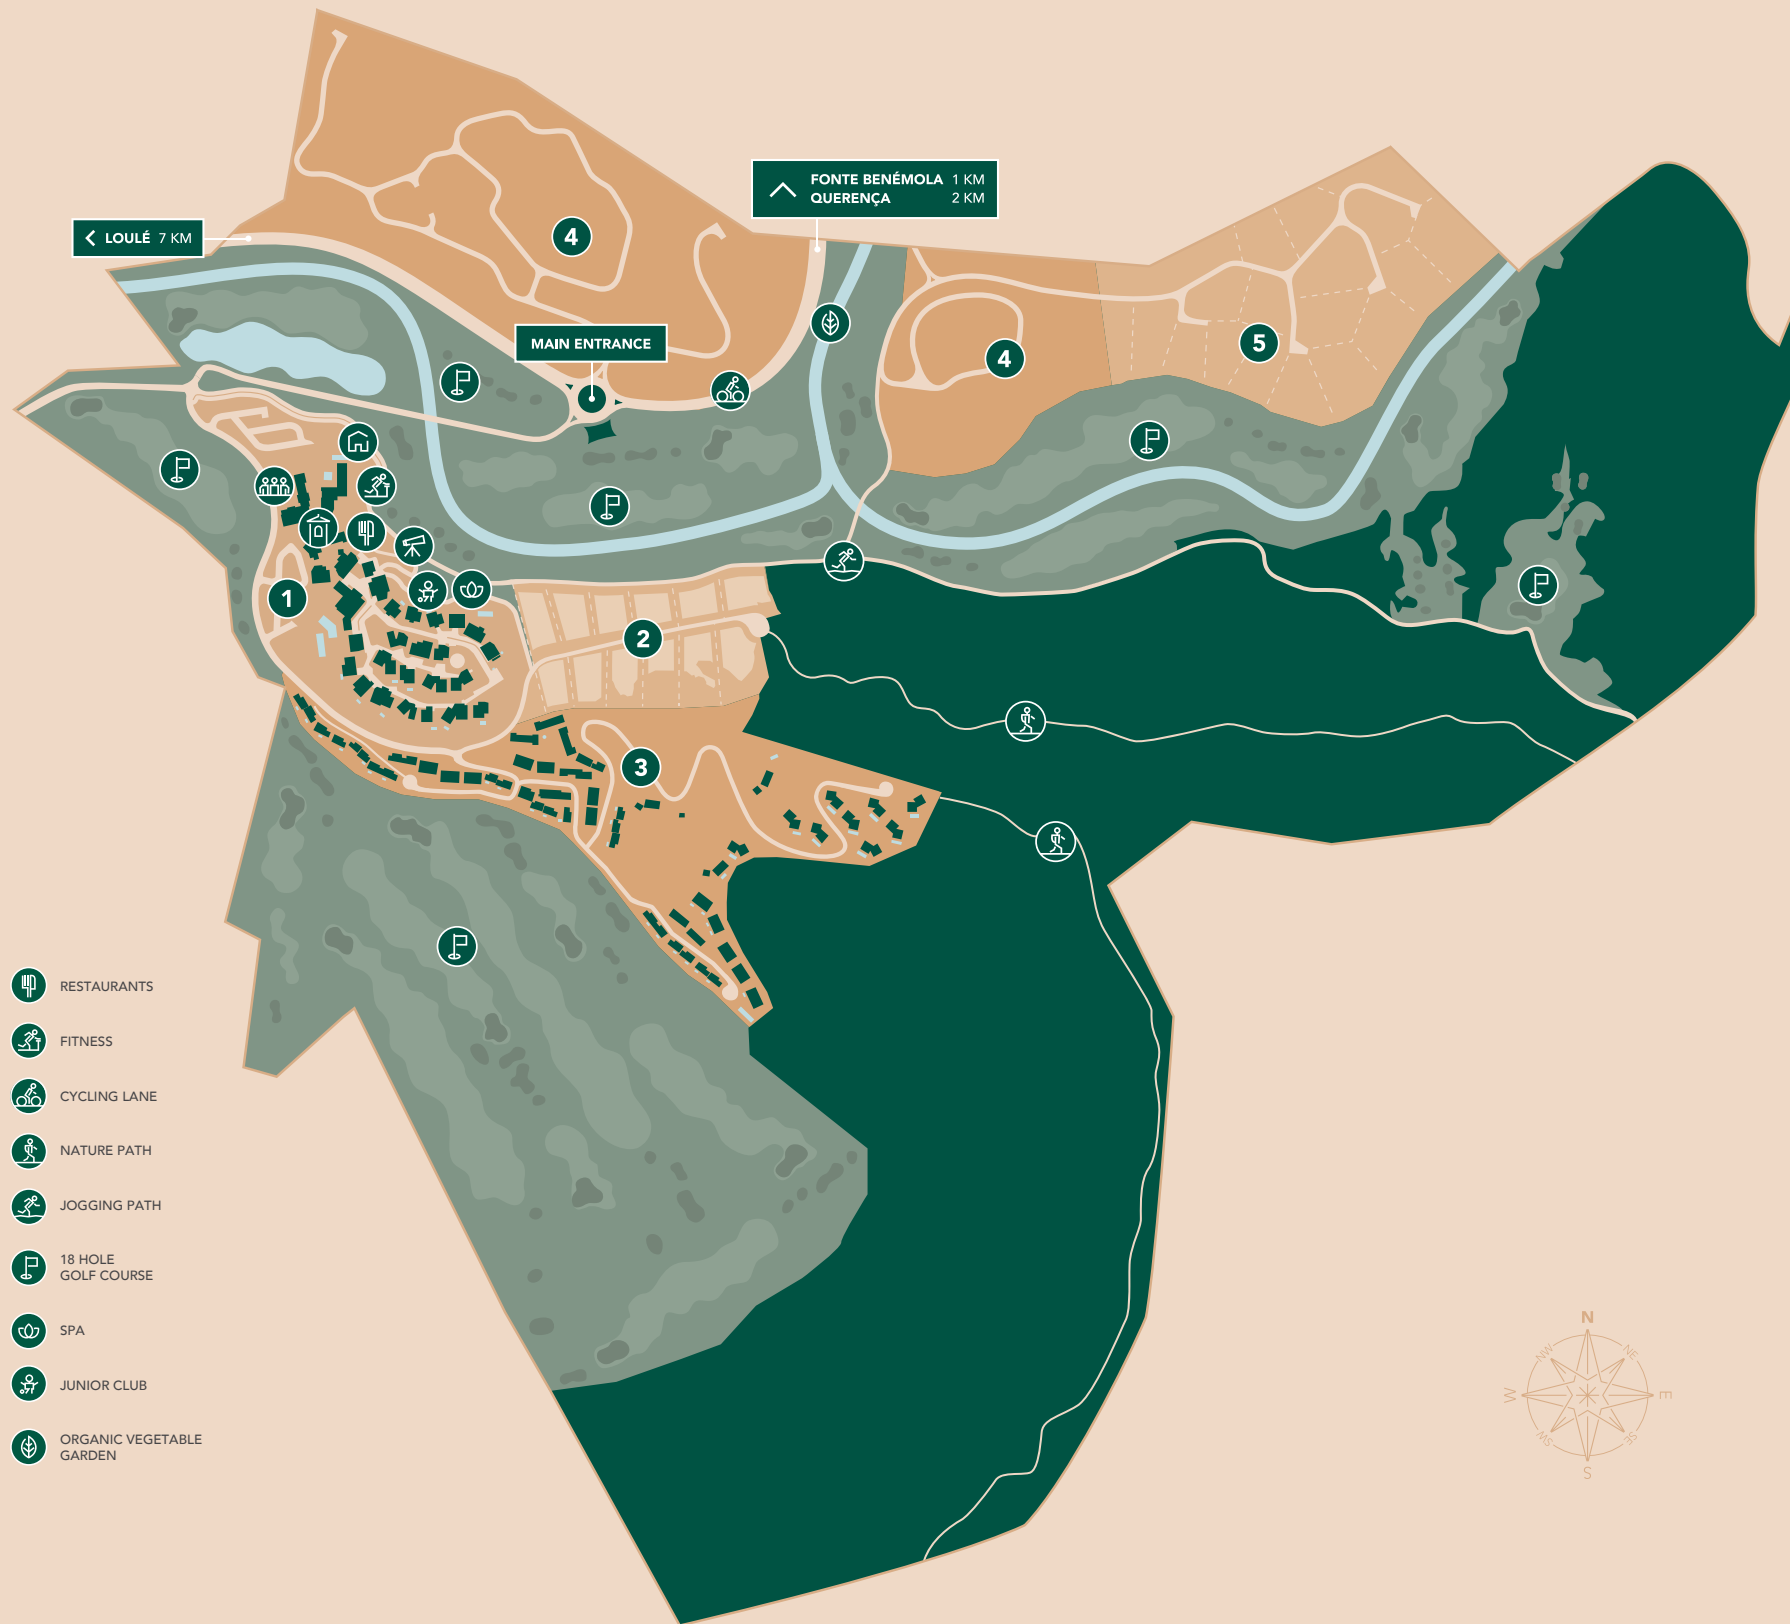 FONTE BENÉMOLA 1 KM
QUERENÇA 2 KM
LOULÉ 7 KM
4
MAIN ENTRANCE
4
5
1
2
3
RESTAURANTS
FITNESS
CYCLING LANE
NATURE PATH
JOGGING PATH
18 HOLE
GOLF COURSE
SPA
JUNIOR CLUB
ORGANIC VEGETABLE
GARDEN
N
NW
NE
W
E
SW
SE
S